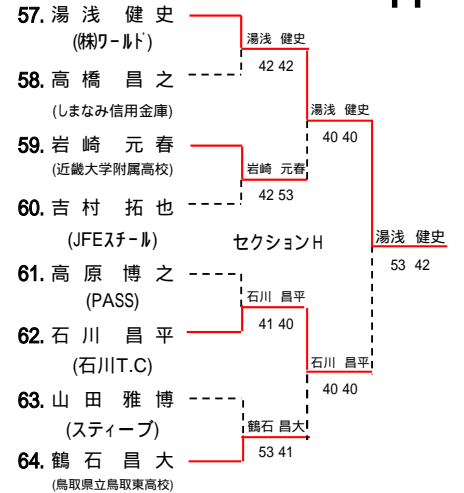 57. 湯浅 健史
(㈱ワールド)
58. 高橋 昌之
(しまなみ信用金庫)
59. 岩崎 元春
(近畿大学附属高校)
60. 吉村 拓也
(JFEスチール)
61. 高原 博之
(PASS)
62. 石川 昌平
(石川T.C)
63. 山田 雅博
(スティーブ)
64. 鶴石 昌大
(鳥取県立鳥取東高校)
湯浅 健史
42 42
岩崎 元春
42 53
石川 昌平
41 40
鶴石 昌大
53 41
湯浅 健史
40 40
セクションH
石川 昌平
40 40
湯浅 健史
53 42